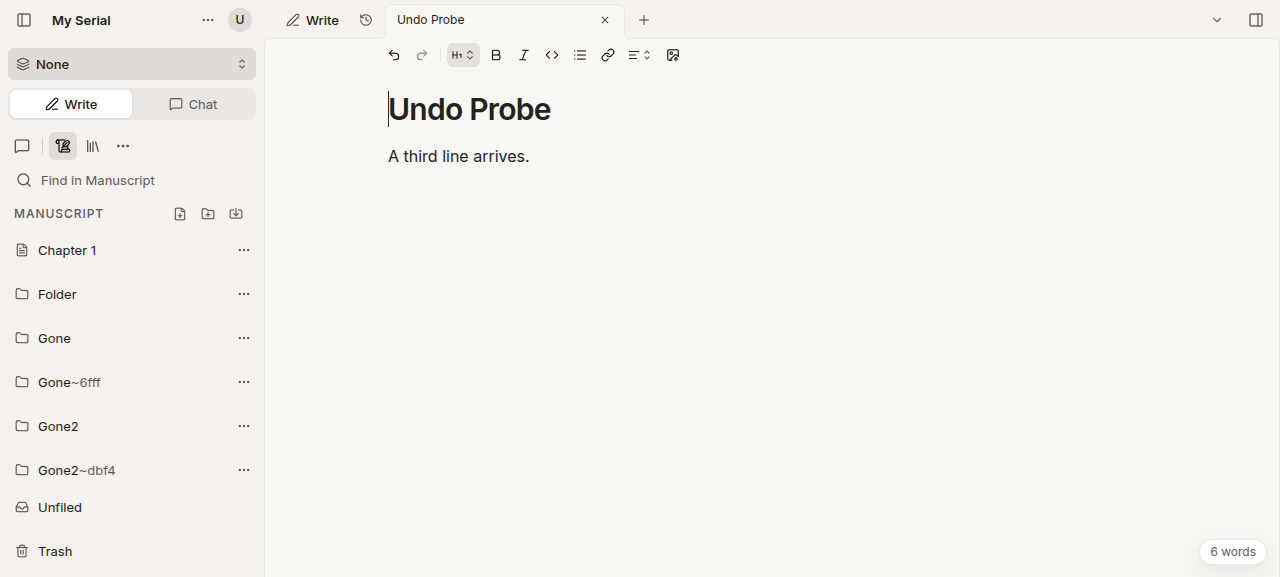 My Serial
U
Write
Undo Probe
None
H1
Write
Chat
Undo Probe
A third line arrives.
Find in Manuscript
MANUSCRIPT
Chapter 1
Folder
Gone
Gone~6fff
Gone2
Gone2~dbf4
Unfiled
Trash
6 words